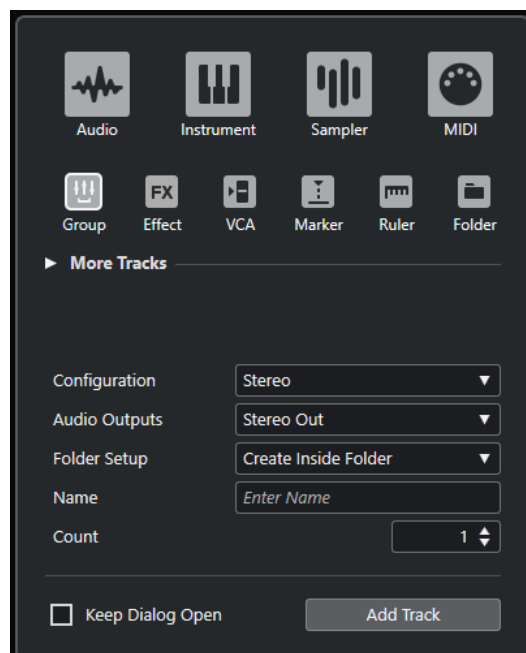 Audio Instrument Sampler MIDI
FX
Group Effect VCA Marker Ruler Folder
More Tracks
Configuration Stereo
Audio Outputs Stereo Out
Folder Setup Create Inside Folder
Name Enter Name
Count 1
Keep Dialog Open Add Track